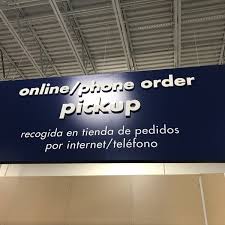 online/phone order
pickup
recogida en tienda de pedidos
por internet/teléfono